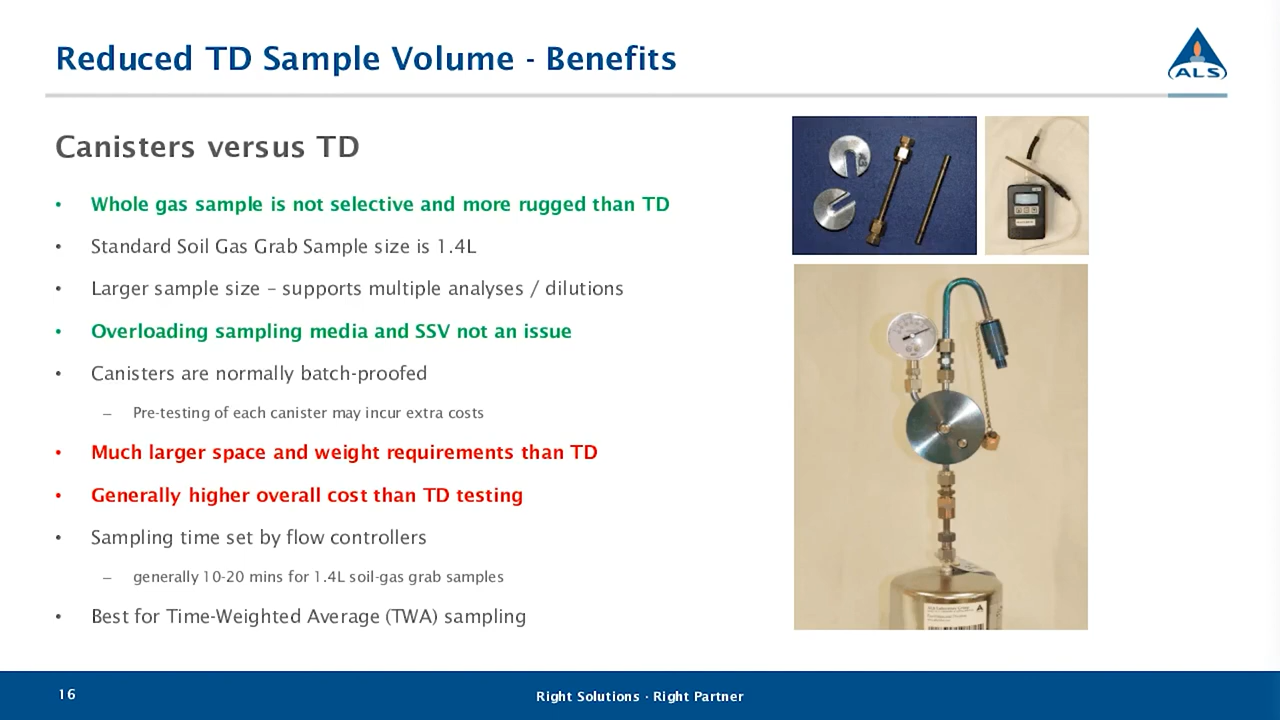 Reduced TD Sample Volume - Benefits
ALS
Canisters versus TD
• Whole gas sample is not selective and more rugged than TD
• Standard Soil Gas Grab Sample size is 1.4L
• Larger sample size – supports multiple analyses / dilutions
• Overloading sampling media and SSV not an issue
• Canisters are normally batch-proofed
– Pre-testing of each canister may incur extra costs
• Much larger space and weight requirements than TD
• Generally higher overall cost than TD testing
• Sampling time set by flow controllers
– generally 10-20 mins for 1.4L soil-gas grab samples
• Best for Time-Weighted Average (TWA) sampling
16
Right Solutions · Right Partner